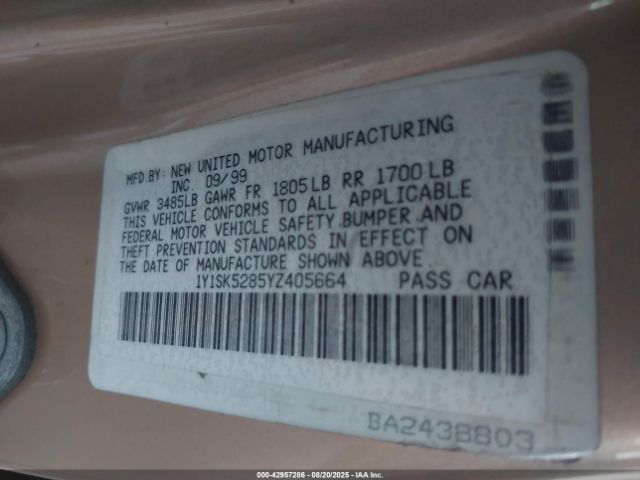 MFD.BY: NEW UNITED MOTOR MANUFACTURING
INC. 09/99
GVWR 3485LB GAWR FR 1805LB RR 1700LB
THIS VEHICLE CONFORMS TO ALL APPLICABLE
FEDERAL MOTOR VEHICLE SAFETY.BUMPER.AND
THEFT PREVENTION STANDARDS IN EFFECT ON
THE DATE OF MANUFACTURE SHOWN ABOVE.
1Y1SK5285YZ405664 PASS CAR
BA2438803
000-42957286 - 08/20/2025 - IAA Inc.